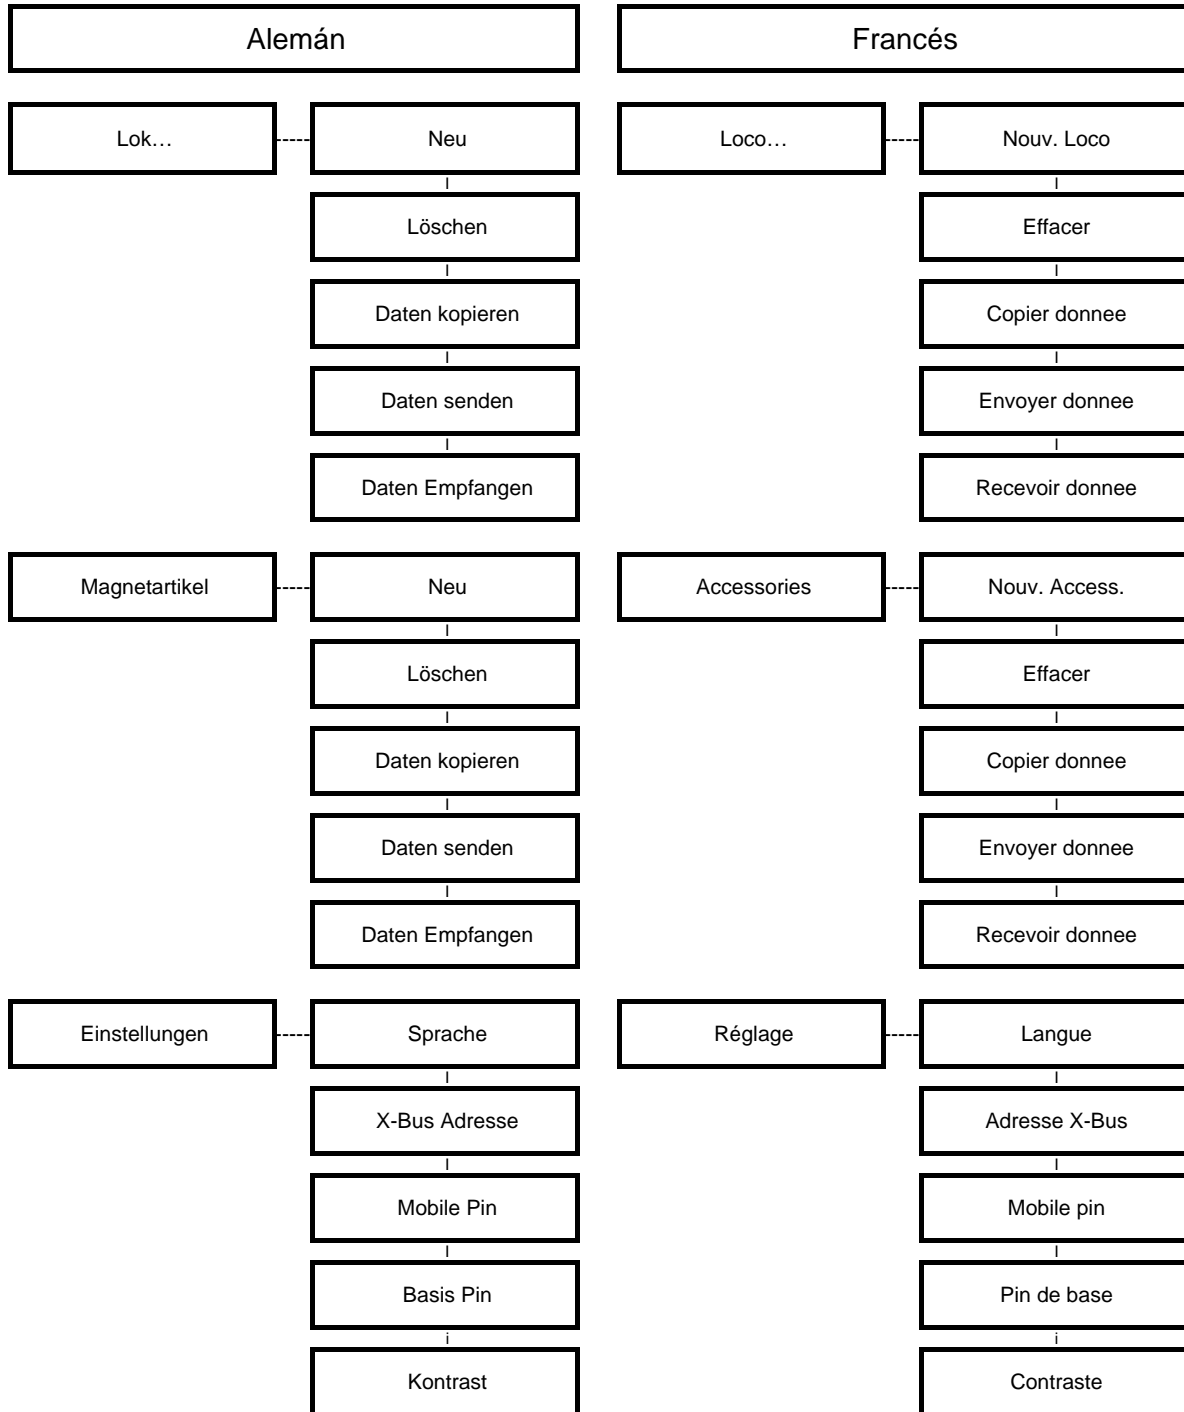 Alemán
Francés
Lok…
Neu
Loco…
Nouv. Loco
Löschen
Effacer
Daten kopieren
Copier donnee
Daten senden
Envoyer donnee
Daten Empfangen
Recevoir donnee
Magnetartikel
Neu
Accessories
Nouv. Access.
Löschen
Effacer
Daten kopieren
Copier donnee
Daten senden
Envoyer donnee
Daten Empfangen
Recevoir donnee
Einstellungen
Sprache
Réglage
Langue
X-Bus Adresse
Adresse X-Bus
Mobile Pin
Mobile pin
Basis Pin
Pin de base
Kontrast
Contraste